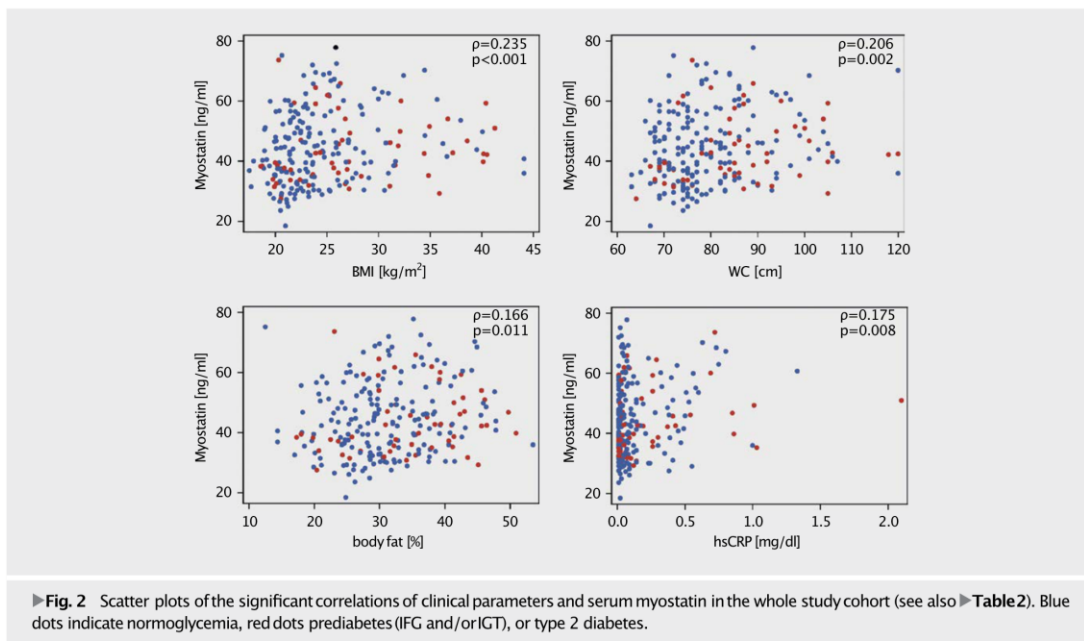 80
60
40
20
Myostatin [ng/ml]
ρ=0.235
p<0.001
20 25 30 35 40 45
BMI [kg/m²]
80
60
40
20
Myostatin [ng/ml]
ρ=0.206
p=0.002
60 70 80 90 100 110 120
WC [cm]
80
60
40
20
Myostatin [ng/ml]
ρ=0.166
p=0.011
10 20 30 40 50
body fat [%]
80
60
40
20
Myostatin [ng/ml]
ρ=0.175
p=0.008
0.0 0.5 1.0 1.5 2.0
hsCRP [mg/dl]
▶Fig. 2 Scatter plots of the significant correlations of clinical parameters and serum myostatin in the whole study cohort (see also ▶Table2). Blue
dots indicate normoglycemia, red dots prediabetes (IFG and/or IGT), or type 2 diabetes.